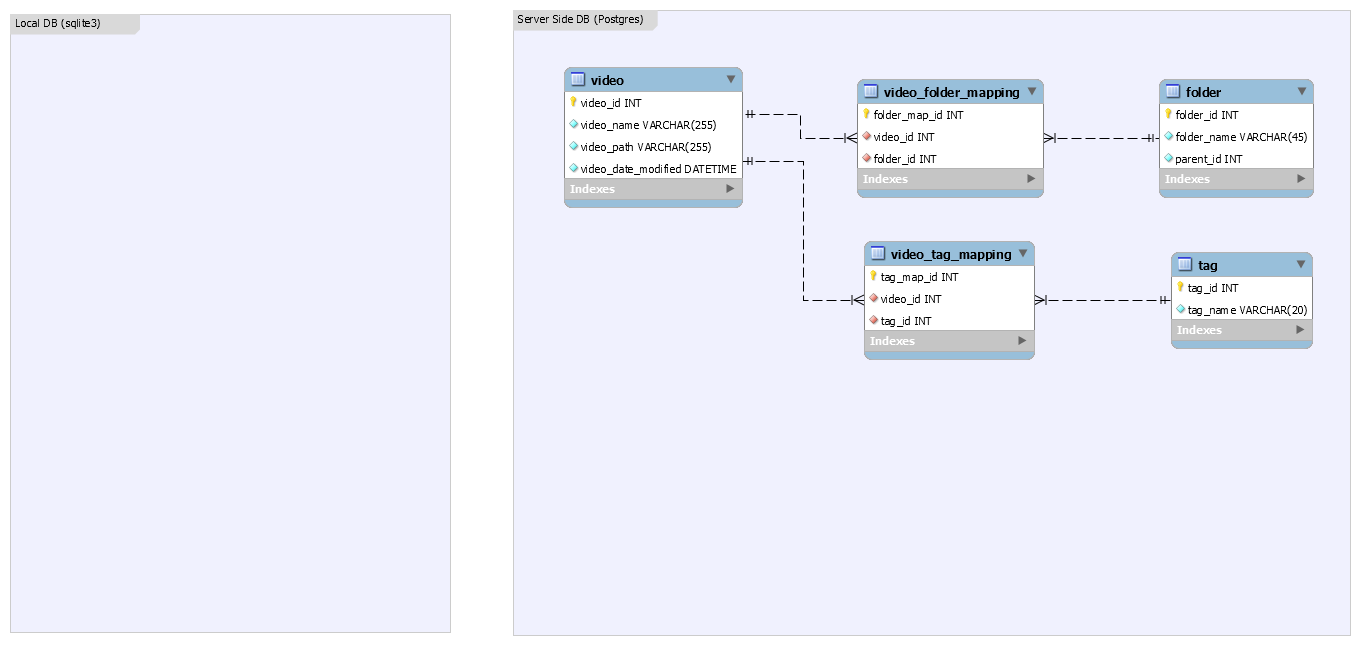 Local DB (sqlite3)
Server Side DB (Postgres)
video
video_id INT
video_name VARCHAR(255)
video_path VARCHAR(255)
video_date_modified DATETIME
Indexes
video_folder_mapping
folder_map_id INT
video_id INT
folder_id INT
Indexes
folder
folder_id INT
folder_name VARCHAR(45)
parent_id INT
Indexes
video_tag_mapping
tag_map_id INT
video_id INT
tag_id INT
Indexes
tag
tag_id INT
tag_name VARCHAR(20)
Indexes